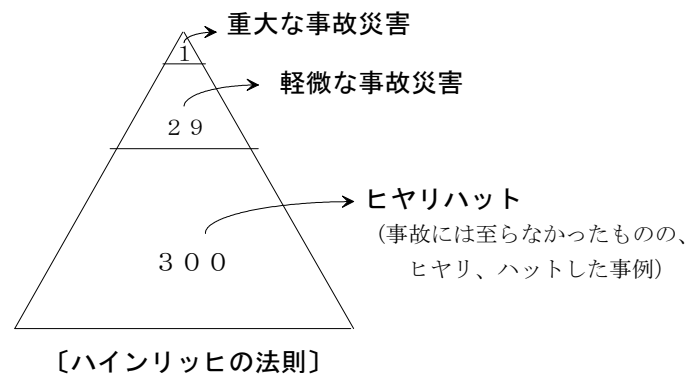 重大な事故災害
１
軽微な事故災害
２９
ヒヤリハット
（事故には至らなかったものの、
ヒヤリ、ハットした事例）
３００
〔ハインリッヒの法則〕